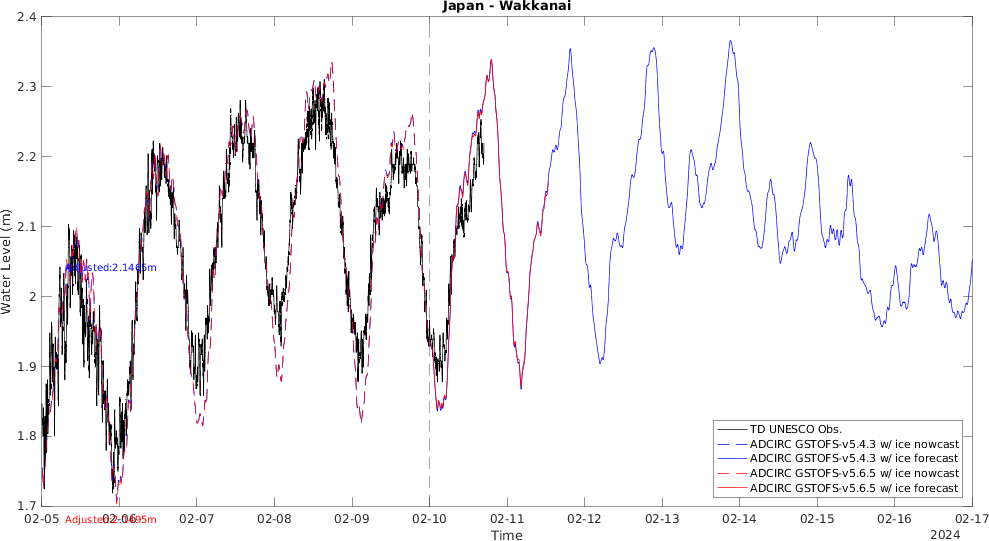 Japan - Wakkanai
Water Level (m)
2.4
2.3
2.2
2.1
2
1.9
1.8
1.7
Adjusted:2.1465m
TD UNESCO Obs.
ADCIRC GSTOFS-v5.4.3 w/ ice nowcast
ADCIRC GSTOFS-v5.4.3 w/ ice forecast
ADCIRC GSTOFS-v5.6.5 w/ ice nowcast
ADCIRC GSTOFS-v5.6.5 w/ ice forecast
02-05 02-06 02-07 02-08 02-09 02-10 02-11 02-12 02-13 02-14 02-15 02-16 02-17
Time
2024